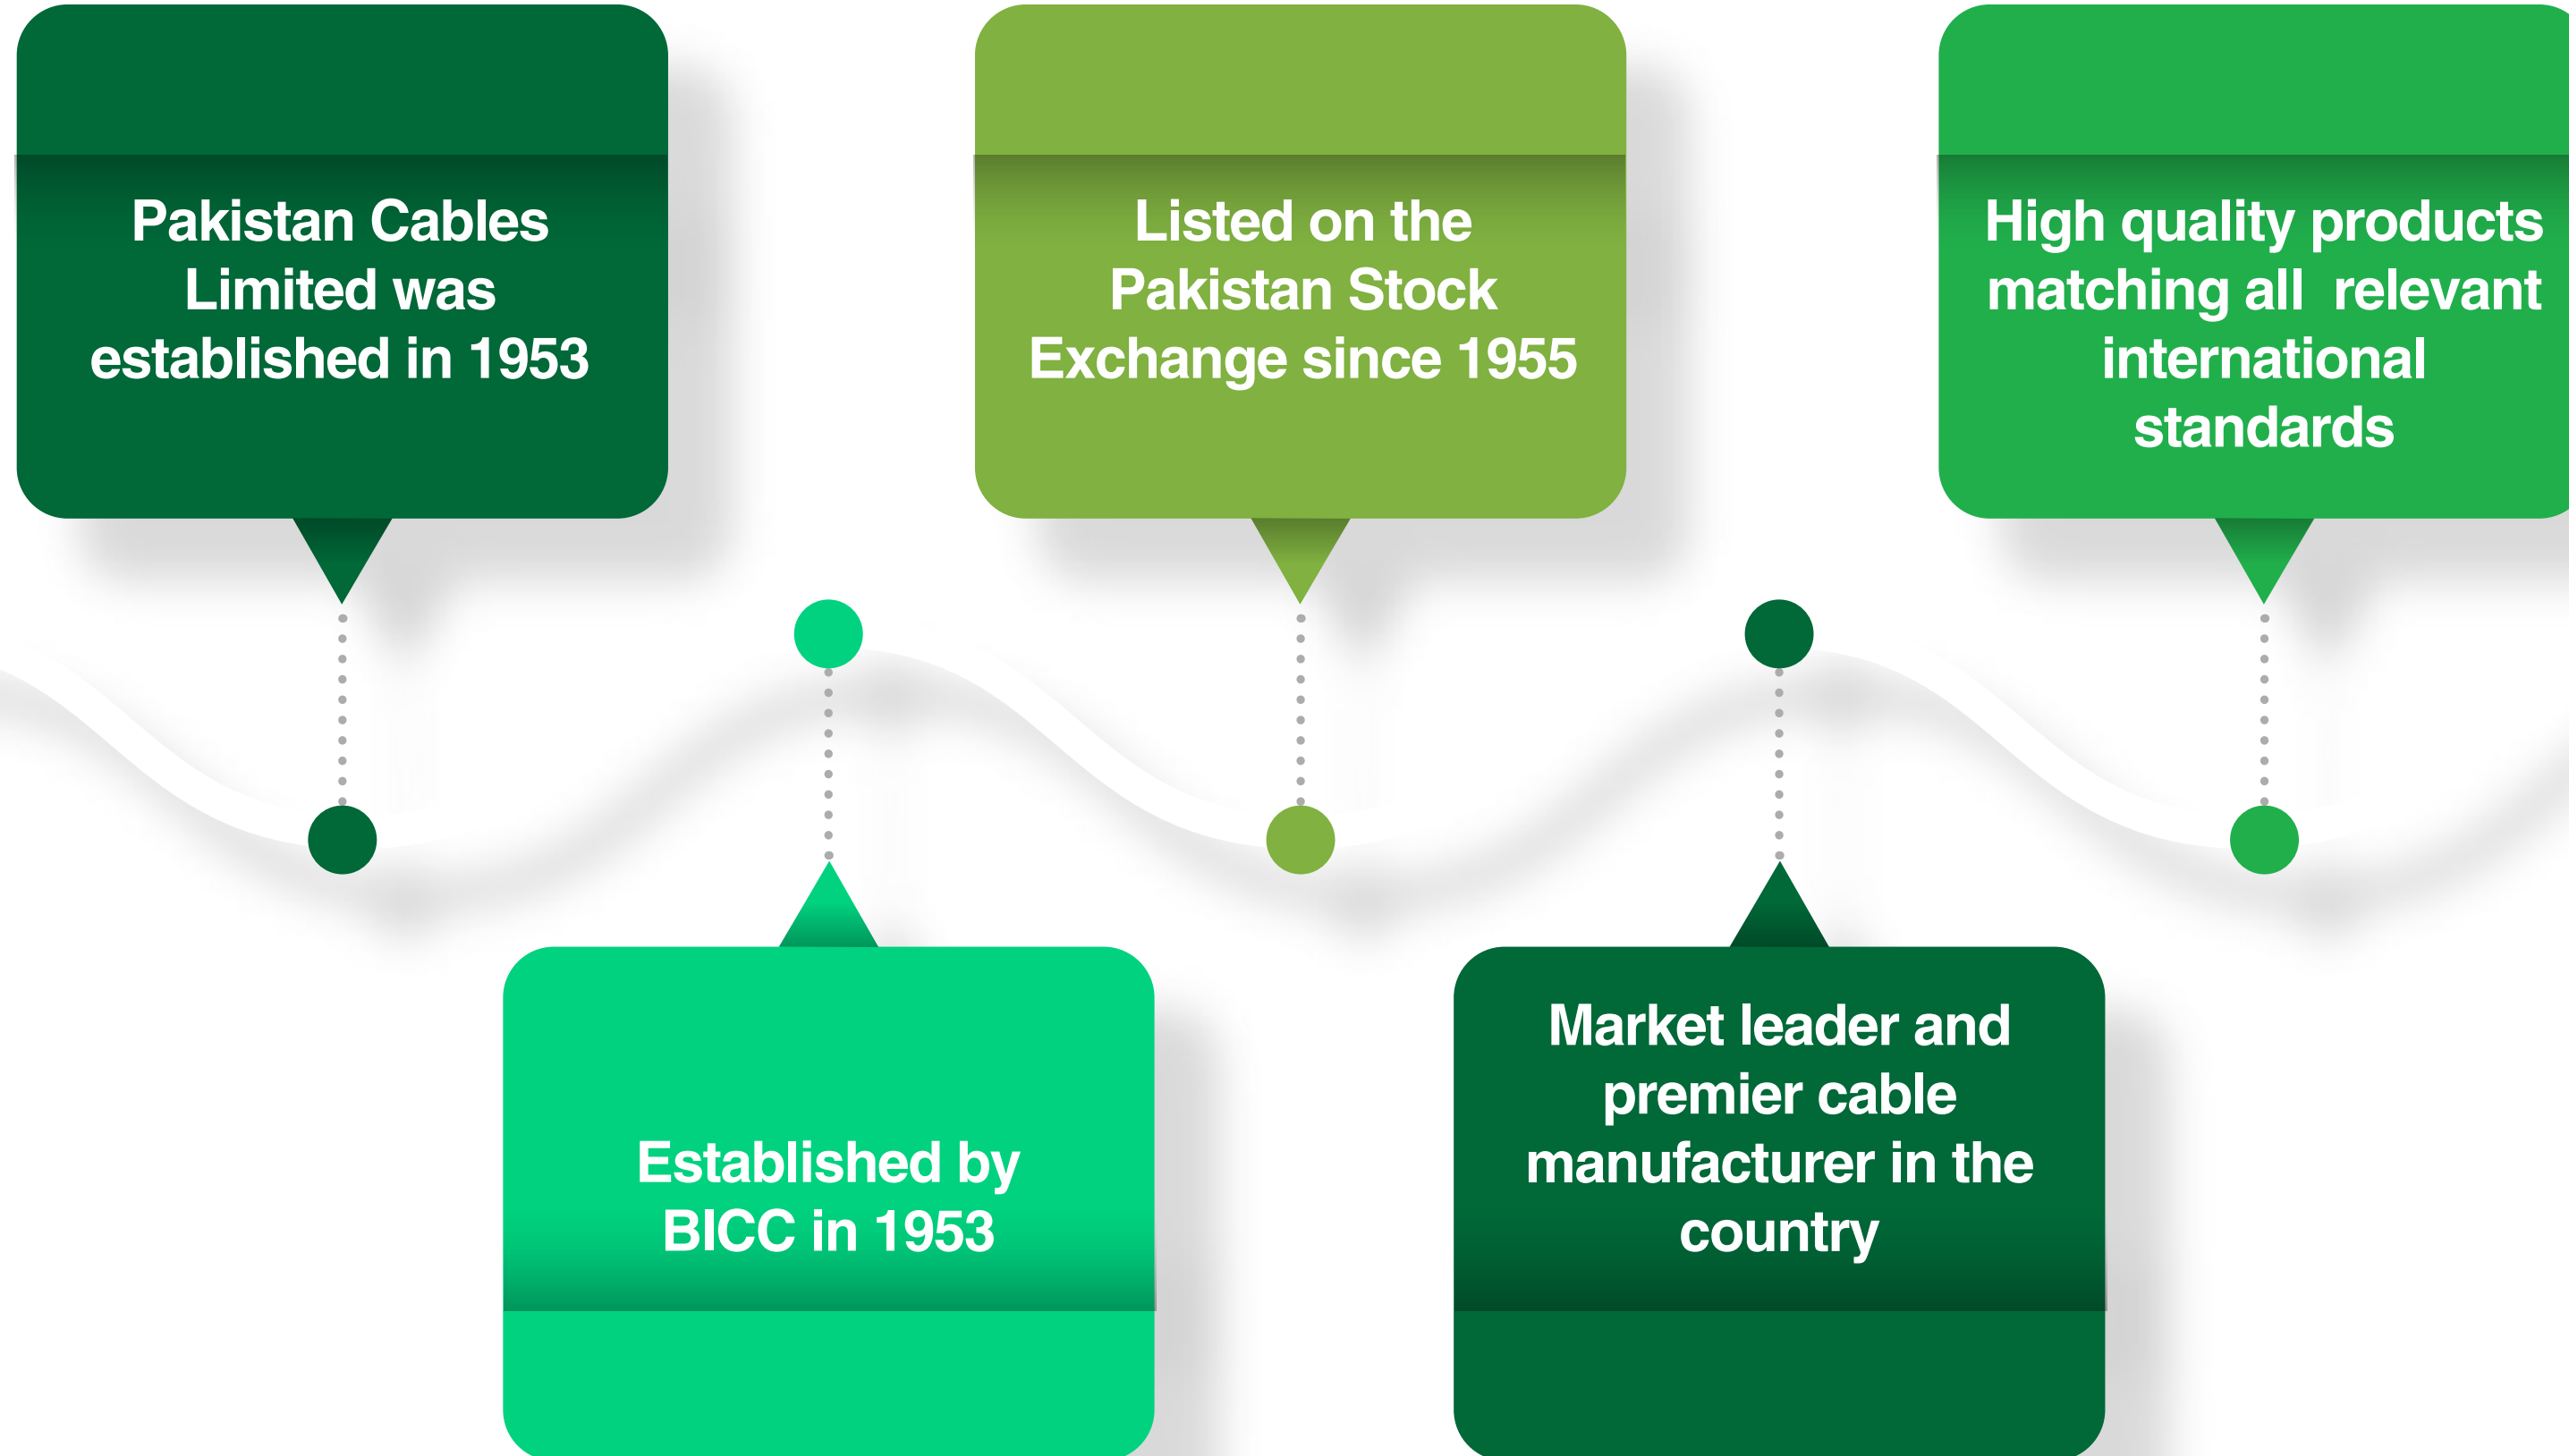 Pakistan Cables
Limited was
established in 1953
Established by
BICC in 1953
Listed on the
Pakistan Stock
Exchange since 1955
Market leader and
premier cable
manufacturer in the
country
High quality products
matching all  relevant
international
standards